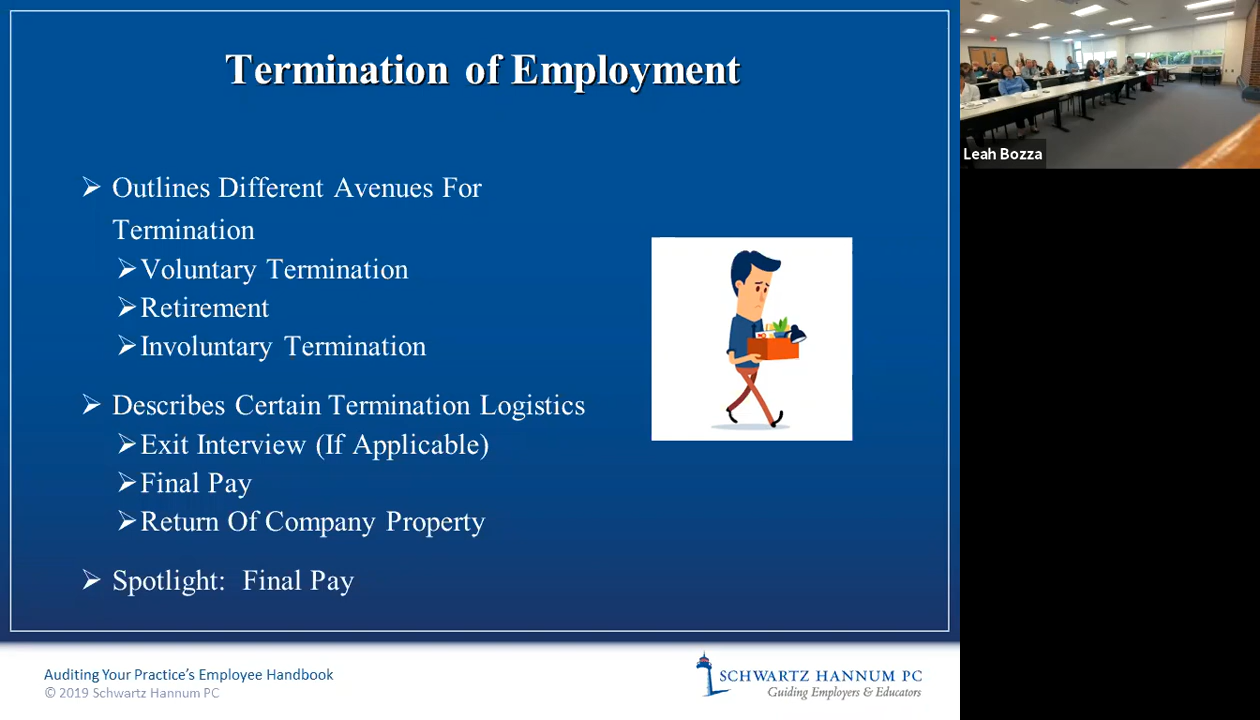 Termination of Employment
➢ Outlines Different Avenues For
Termination
➢Voluntary Termination
➢Retirement
➢Involuntary Termination
➢ Describes Certain Termination Logistics
➢Exit Interview (If Applicable)
➢Final Pay
➢Return Of Company Property
➢ Spotlight: Final Pay
Auditing Your Practice's Employee Handbook
© 2019 Schwartz Hannum PC
SCHWARTZ HANNUM PC
Guiding Employers & Educators
Leah Bozza